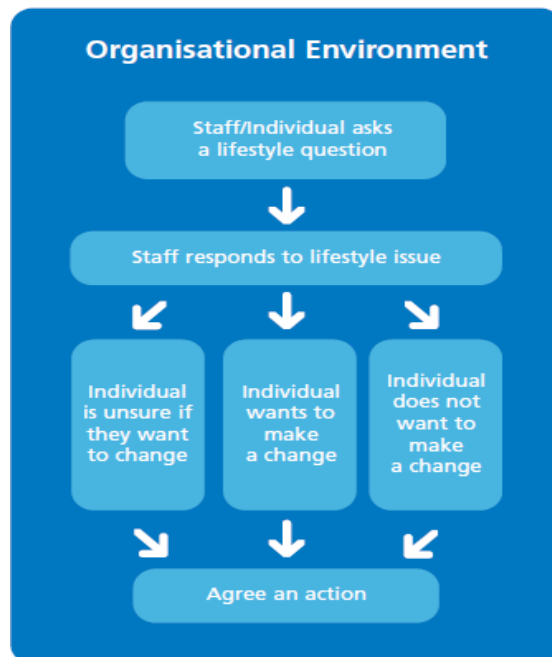 Organisational Environment
Staff/Individual asks
a lifestyle question
Staff responds to lifestyle issue
Individual
is unsure if
they want
to change
Individual
wants to
make
a change
Individual
does not
want to
make
a change
Agree an action